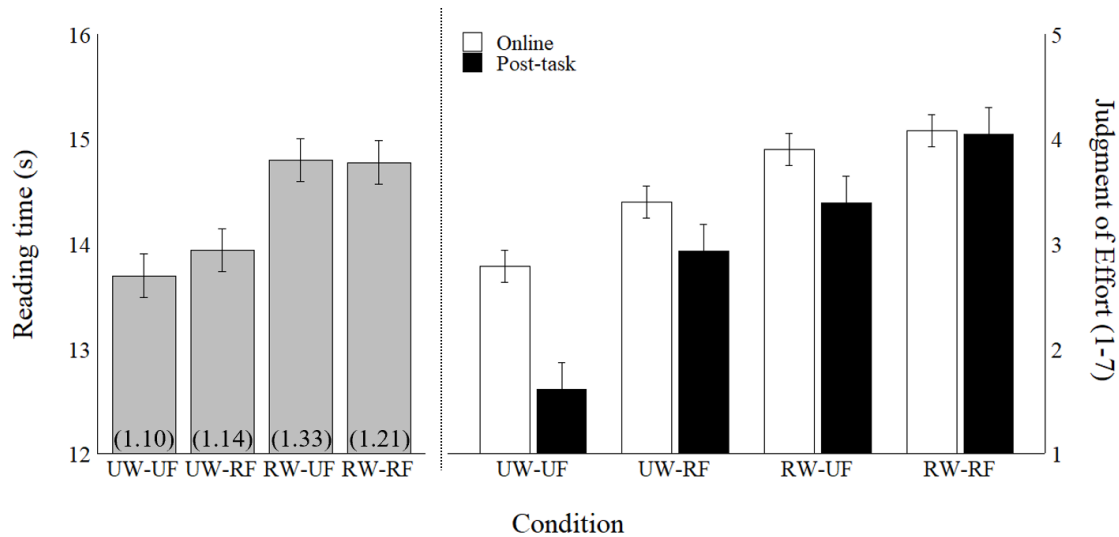 Reading time (s)
16
15
14
13
12
(1.10) (1.14) (1.33) (1.21)
UW-UF UW-RF RW-UF RW-RF
Online
Post-task
UW-UF UW-RF RW-UF RW-RF
5
4
3
2
1
Judgment of Effort (1-7)
Condition